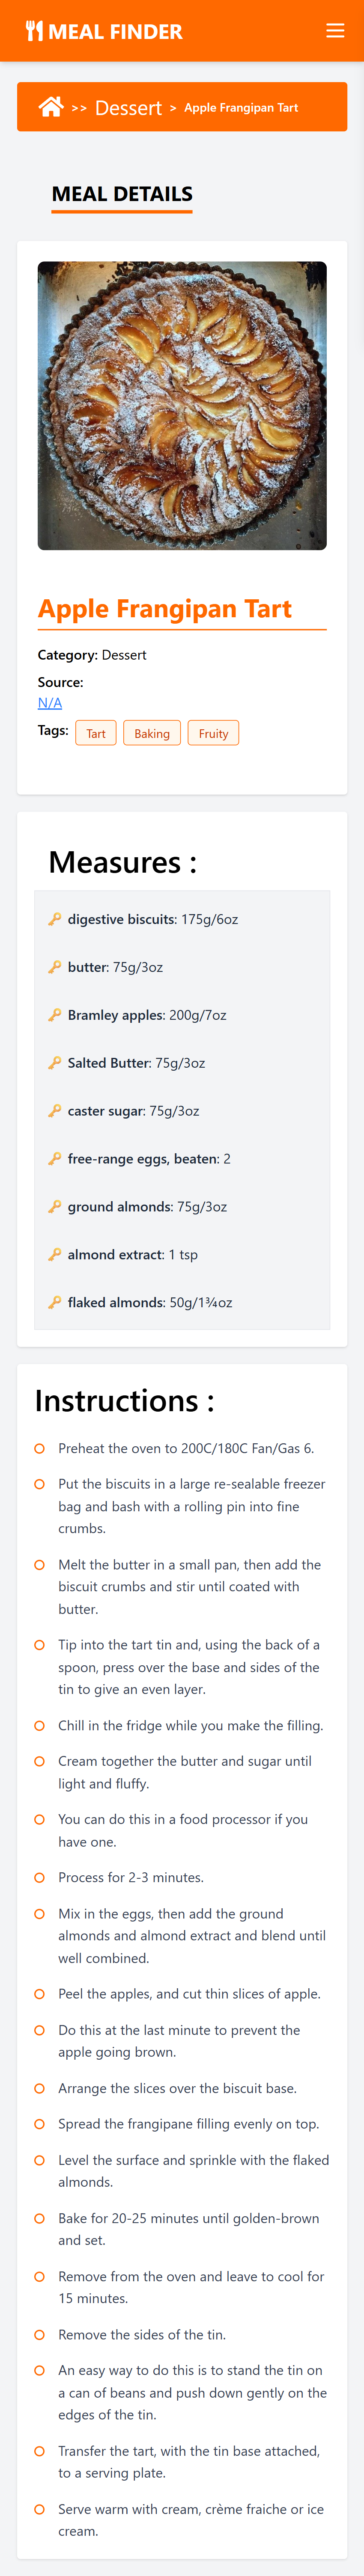 MEAL FINDER
>> Dessert > Apple Frangipan Tart
MEAL DETAILS
Apple Frangipan Tart
Category: Dessert
Source:
N/A
Tags: Tart Baking Fruity
Measures :
digestive biscuits: 175g/6oz
butter: 75g/3oz
Bramley apples: 200g/7oz
Salted Butter: 75g/3oz
caster sugar: 75g/3oz
free-range eggs, beaten: 2
ground almonds: 75g/3oz
almond extract: 1 tsp
flaked almonds: 50g/1¾oz
Instructions :
Preheat the oven to 200C/180C Fan/Gas 6.
Put the biscuits in a large re-sealable freezer
bag and bash with a rolling pin into fine
crumbs.
Melt the butter in a small pan, then add the
biscuit crumbs and stir until coated with
butter.
Tip into the tart tin and, using the back of a
spoon, press over the base and sides of the
tin to give an even layer.
Chill in the fridge while you make the filling.
Cream together the butter and sugar until
light and fluffy.
You can do this in a food processor if you
have one.
Process for 2-3 minutes.
Mix in the eggs, then add the ground
almonds and almond extract and blend until
well combined.
Peel the apples, and cut thin slices of apple.
Do this at the last minute to prevent the
apple going brown.
Arrange the slices over the biscuit base.
Spread the frangipane filling evenly on top.
Level the surface and sprinkle with the flaked
almonds.
Bake for 20-25 minutes until golden-brown
and set.
Remove from the oven and leave to cool for
15 minutes.
Remove the sides of the tin.
An easy way to do this is to stand the tin on
a can of beans and push down gently on the
edges of the tin.
Transfer the tart, with the tin base attached,
to a serving plate.
Serve warm with cream, crème fraiche or ice
cream.